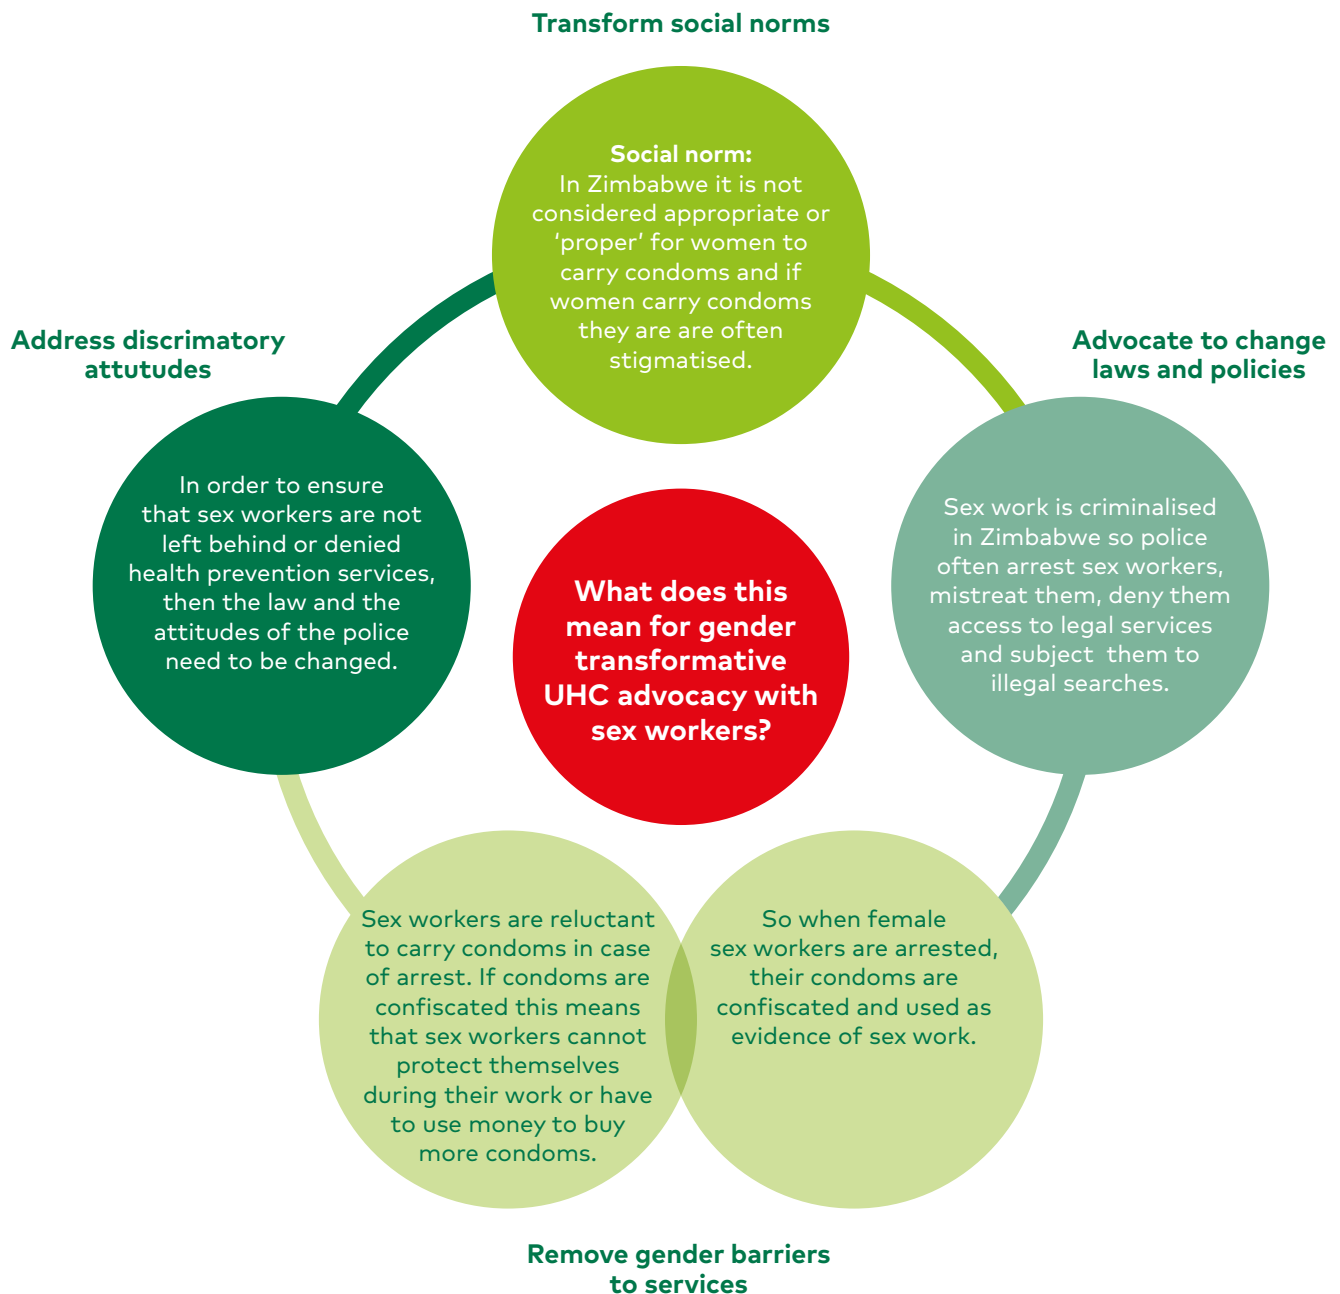 Transform social norms
Social norm:
In Zimbabwe it is not
considered appropriate or
‘proper’ for women to
carry condoms and if
women carry condoms
they are are often
stigmatised.
Address discrimatory
attutudes
Advocate to change
laws and policies
In order to ensure
that sex workers are not
left behind or denied
health prevention services,
then the law and the
attitudes of the police
need to be changed.
What does this
mean for gender
transformative
UHC advocacy with
sex workers?
Sex work is criminalised
in Zimbabwe so police
often arrest sex workers,
mistreat them, deny them
access to legal services
and subject them to
illegal searches.
Sex workers are reluctant
to carry condoms in case
of arrest. If condoms are
confiscated this means
that sex workers cannot
protect themselves
during their work or have
to use money to buy
more condoms.
So when female
sex workers are arrested,
their condoms are
confiscated and used as
evidence of sex work.
Remove gender barriers
to services